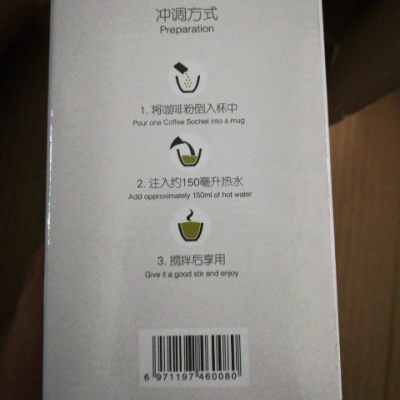 冲调方式
Preparation
1. 将咖啡粉倒入杯中
Pour one Coffee Sochet into a mug
2. 注入约150毫升热水
Add opproximately 150ml of hot water
3. 搅拌后享用
Give it a good stir and enjoy
6 971197 460080